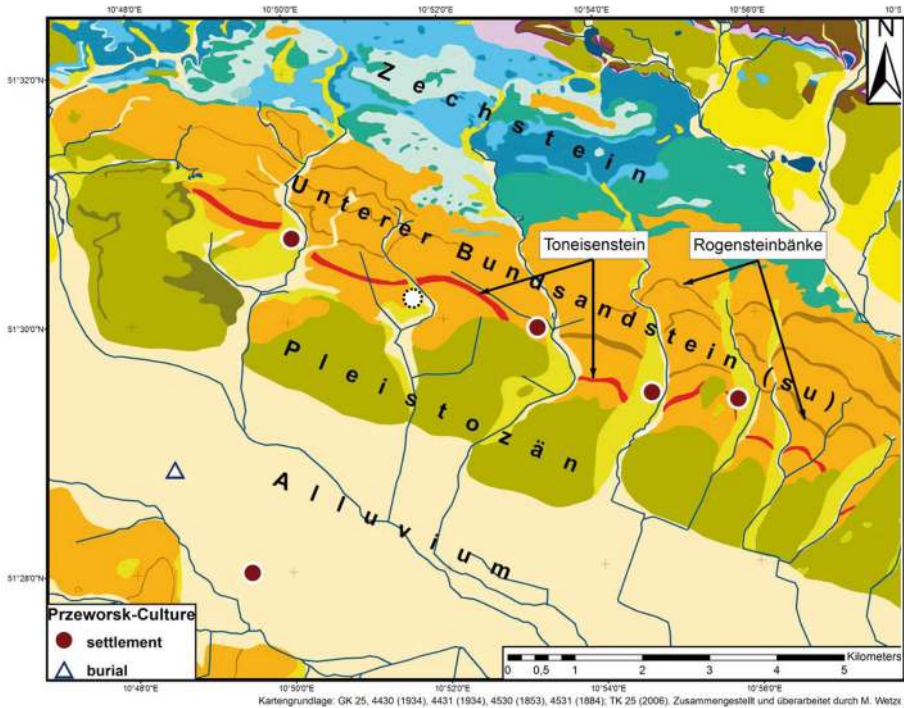 10°48'0"E 10°50'0"E 10°52'0"E 10°54'0"E 10°56'0"E
N
51°32'0"N
Zechstein
Unterer Bundsandstein (su)
Toneisenstein
Rogensteinbänke
51°30'0"N
Pleistozän
Alluvium
51°28'0"N
Przeworsk-Culture
settlement
burial
Kilometers
0 0,5 1 2 3 4 5
10°48'0"E 10°50'0"E 10°52'0"E 10°54'0"E 10°56'0"E
Kartengrundlage: GK 25, 4430 (1934), 4431 (1934), 4530 (1853), 4531 (1884); TK 25 (2006). Zusammengestellt und überarbeitet durch M. Wetze